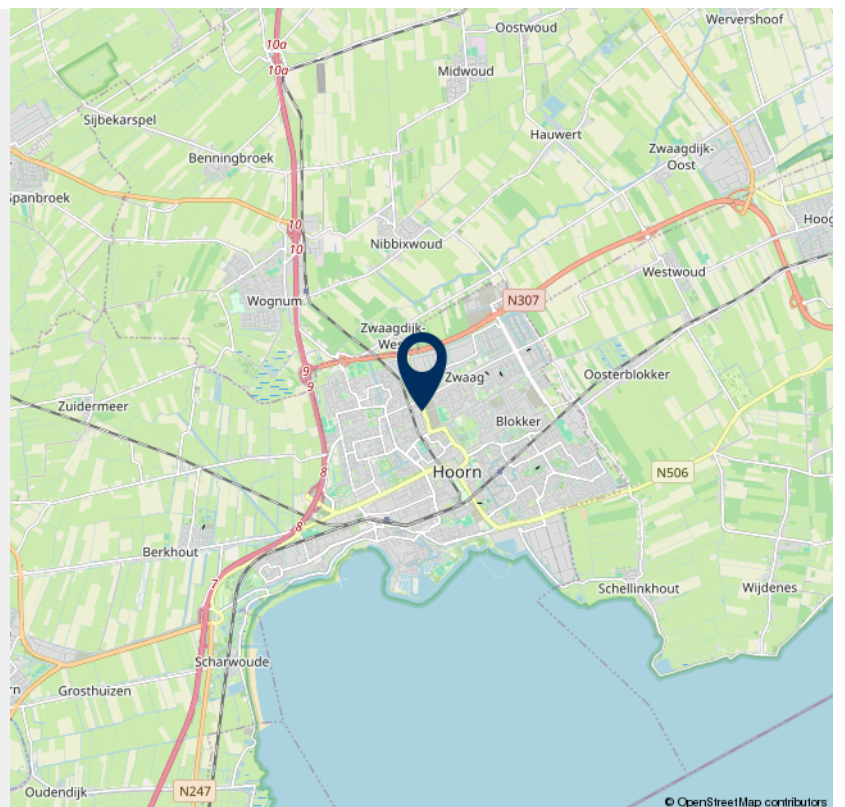 Wervershoof
Oostwoud
10a
10a
Midwoud
Sijbekarspel
Hauwert
Benningbroek
Zwaagdijk-
Oost
Spanbroek
10
10
Nibbixwoud
Hoog
Westwoud
Wognum
N307
Zwaagdijk-
Wes
9
9
Zwaag
Oosterblokker
Zuidermeer
Blokker
8
Hoorn
N506
8
Berkhout
7
Schellinkhout
Wijdenes
Scharwoude
rn
Grosthuizen
Oudendijk
N247
© OpenStreetMap contributors